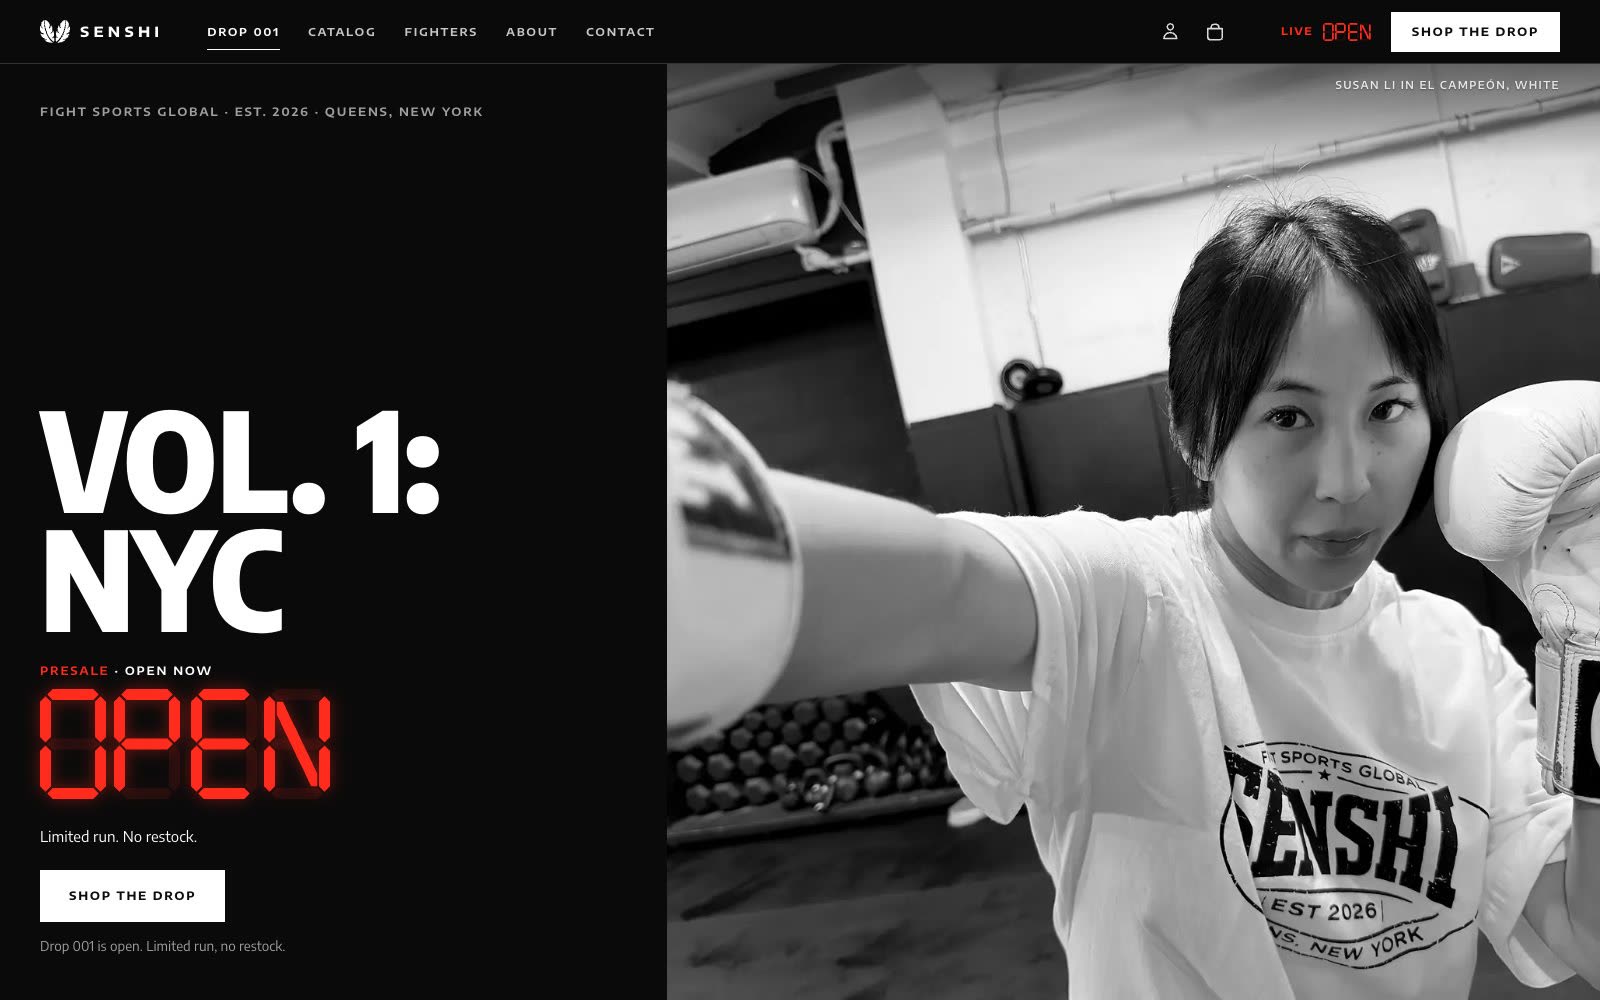 SENSHI
DROP 001
CATALOG
FIGHTERS
ABOUT
CONTACT
LIVE OPEN
SHOP THE DROP
FIGHT SPORTS GLOBAL · EST. 2026 · QUEENS, NEW YORK
SUSAN LI IN EL CAMPEÓN, WHITE
VOL. 1:
NYC
PRESALE · OPEN NOW
OPEN
Limited run. No restock.
SHOP THE DROP
Drop 001 is open. Limited run, no restock.
SPORTS GLOBAL
SENSHI
EST 2026
NEW YORK